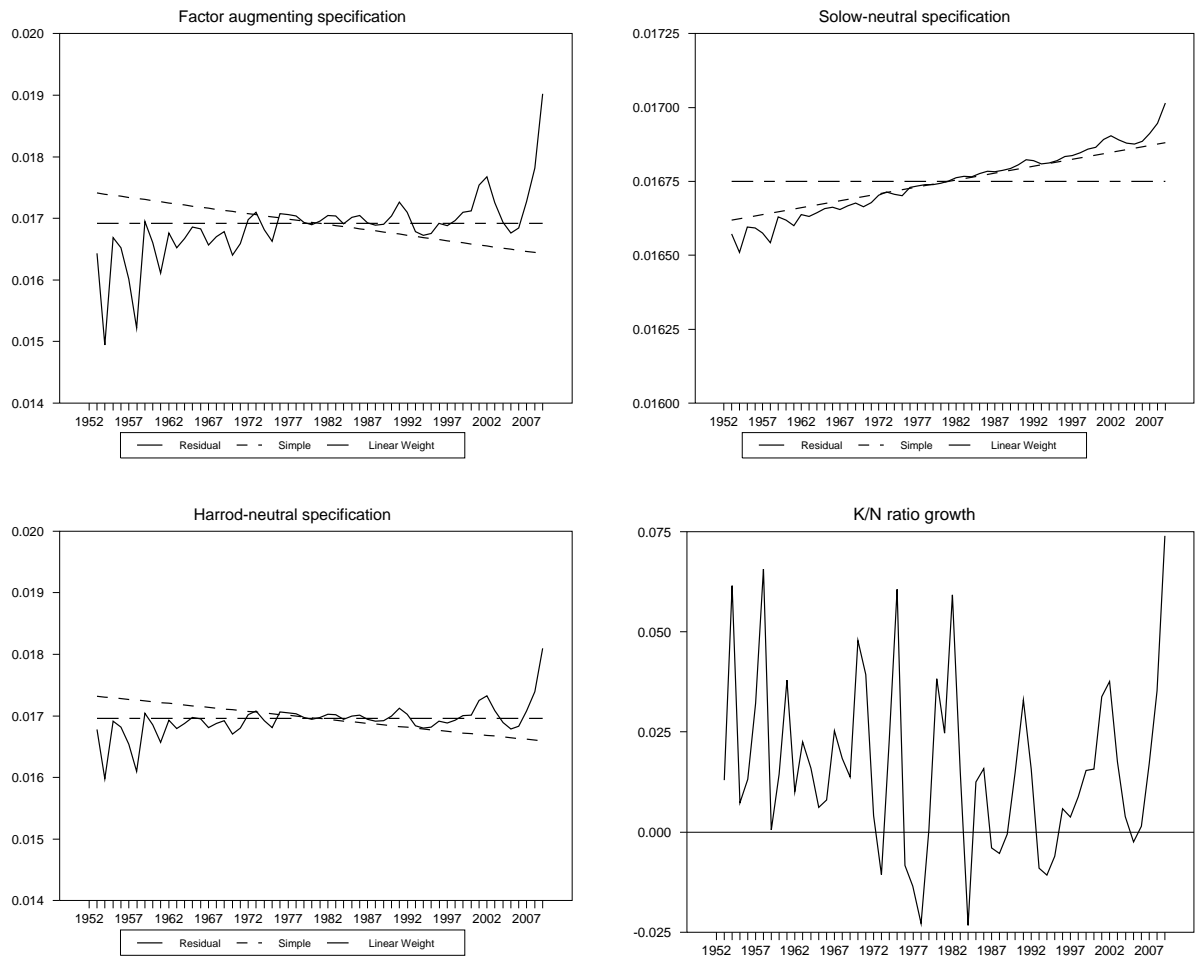 Factor augmenting specification
0.020
0.019
0.018
0.017
0.016
0.015
0.014
1952 1957 1962 1967 1972 1977 1982 1987 1992 1997 2002 2007
Residual Simple Linear Weight
Solow-neutral specification
0.01725
0.01700
0.01675
0.01650
0.01625
0.01600
1952 1957 1962 1967 1972 1977 1982 1987 1992 1997 2002 2007
Residual Simple Linear Weight
Harrod-neutral specification
0.020
0.019
0.018
0.017
0.016
0.015
0.014
1952 1957 1962 1967 1972 1977 1982 1987 1992 1997 2002 2007
Residual Simple Linear Weight
K/N ratio growth
0.075
0.050
0.025
0.000
-0.025
1952 1957 1962 1967 1972 1977 1982 1987 1992 1997 2002 2007